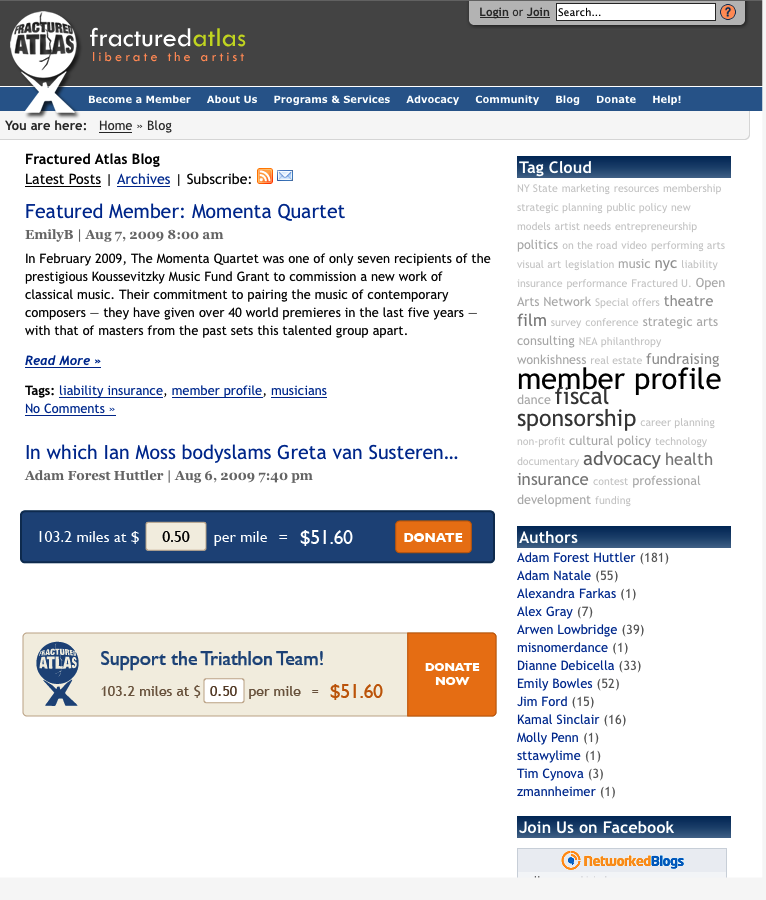 Login or Join Search... ?
FRACTURED
ATLAS
fracturedatlas
liberate the artist
Become a Member About Us Programs & Services Advocacy Community Blog Donate Help!
You are here: Home » Blog
Fractured Atlas Blog
Latest Posts | Archives | Subscribe:
Featured Member: Momenta Quartet
EmilyB | Aug 7, 2009 8:00 am
In February 2009, The Momenta Quartet was one of only seven recipients of the
prestigious Koussevitzky Music Fund Grant to commission a new work of
classical music. Their commitment to pairing the music of contemporary
composers — they have given over 40 world premieres in the last five years —
with that of masters from the past sets this talented group apart.
Read More »
Tags: liability insurance, member profile, musicians
No Comments »
In which Ian Moss bodyslams Greta van Susteren...
Adam Forest Huttler | Aug 6, 2009 7:40 pm
103.2 miles at $ 0.50 per mile = $51.60 DONATE
FRACTURED
ATLAS
Support the Triathlon Team!
103.2 miles at $ 0.50 per mile = $51.60
DONATE
NOW
Tag Cloud
NY State marketing resources membership
strategic planning public policy new
models artist needs entrepreneurship
politics on the road video performing arts
visual art legislation music nyc liability
insurance performance Fractured U. Open
Arts Network Special offers theatre
film survey conference strategic arts
consulting NEA philanthropy
wonkishness real estate fundraising
member profile
dance fiscal
sponsorship career planning
non-profit cultural policy technology
documentary advocacy health
insurance contest professional
development funding
Authors
Adam Forest Huttler (181)
Adam Natale (55)
Alexandra Farkas (1)
Alex Gray (7)
Arwen Lowbridge (39)
misnomerdance (1)
Dianne Debicella (33)
Emily Bowles (52)
Jim Ford (15)
Kamal Sinclair (16)
Molly Penn (1)
sttawylime (1)
Tim Cynova (3)
zmannheimer (1)
Join Us on Facebook
NetworkedBlogs